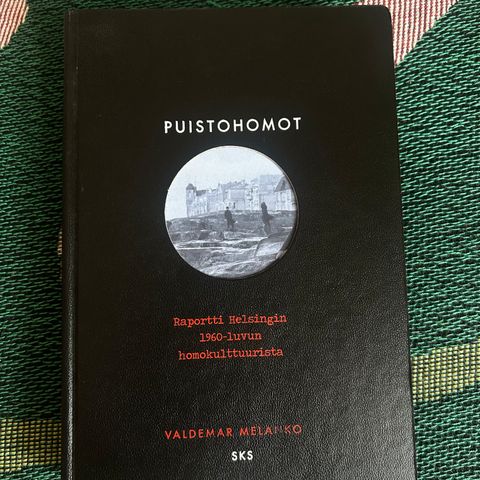 PUISTOHOMOT
Raportti Helsingin
1960-luvun
homokulttuurista
VALDEMAR MELANKO
SKS